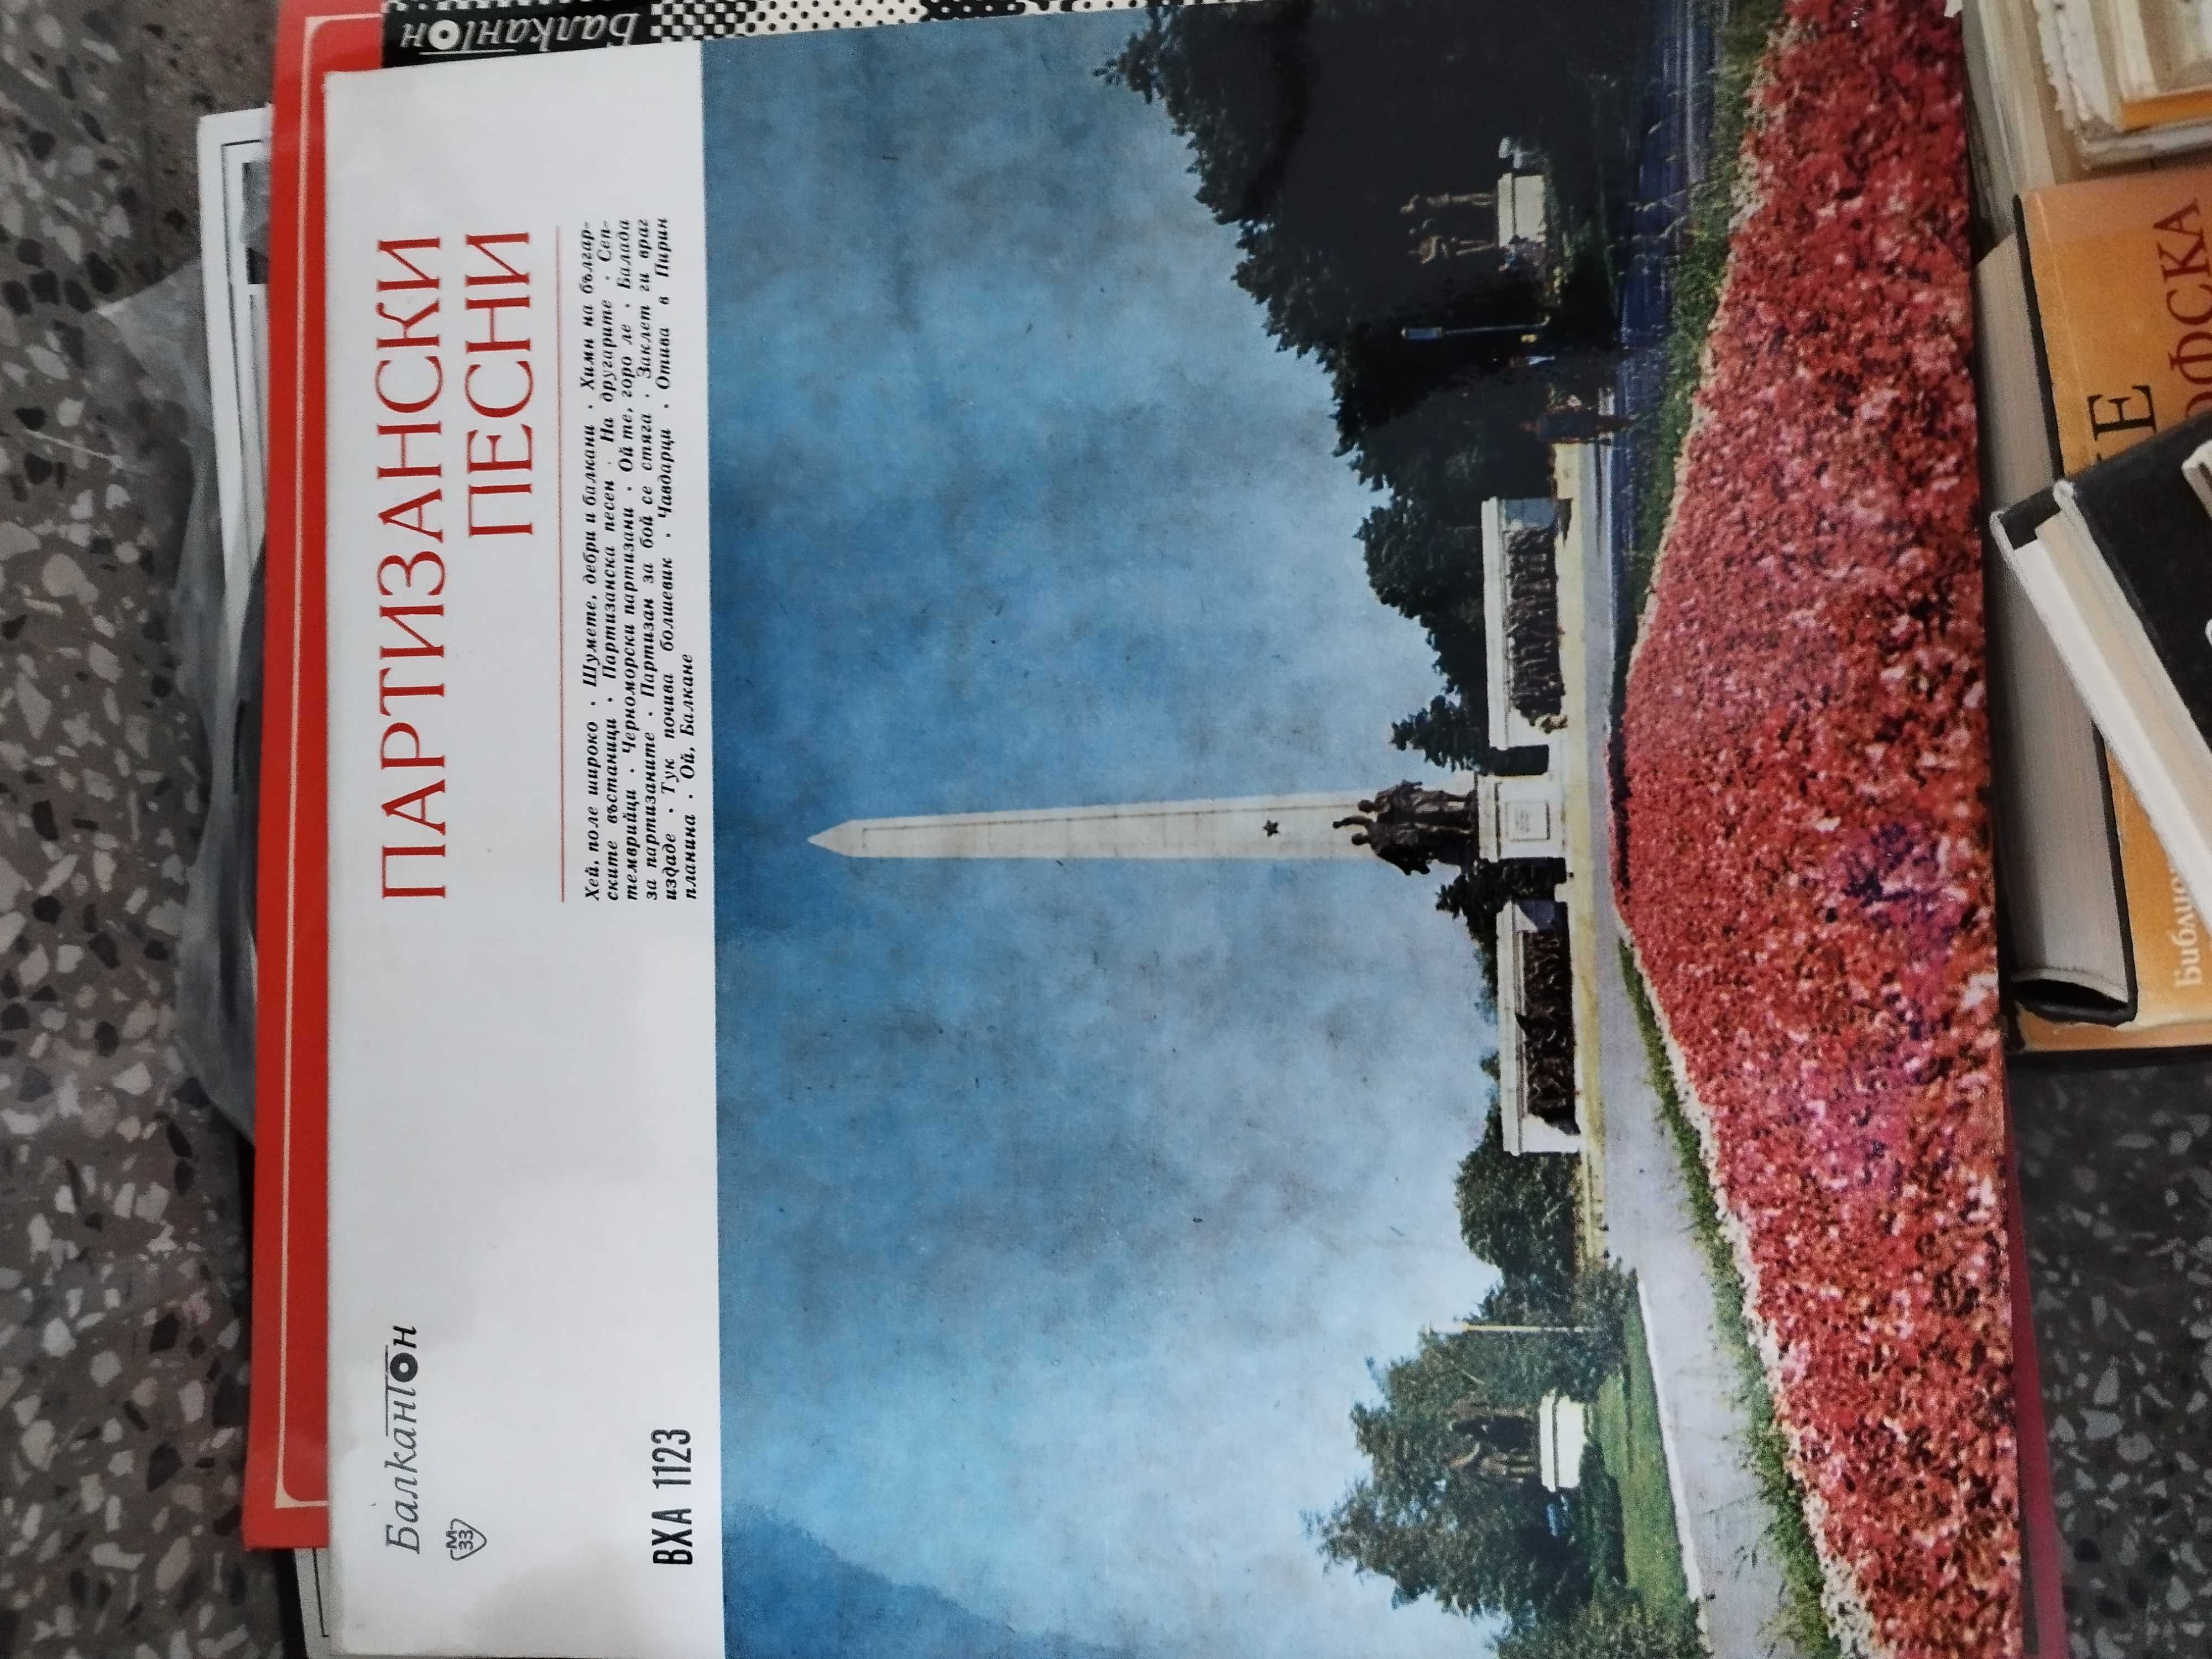 Балкантон
Балкантон
М
33
ВХА 1123
ПАРТИЗАНСКИ
ПЕСНИ
Хей, поле широко · Шумете, дебри и балкани · Химн на българ-
ските въстаници · Партизанска песен · На другарите · Сеп-
темврийци · Черноморски партизани · Ой те, горо ле · Балада
за партизаните · Партизан за бой се стяга · Заклет ги враг
издаде · Тук почива болшевик · Чавдарци · Отива в Пирин
планина · Ой, Балкане